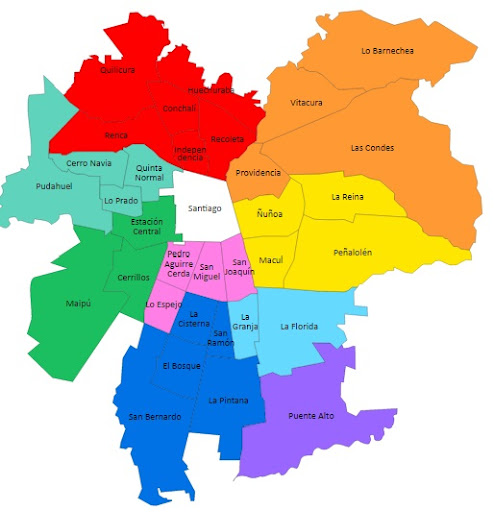 Lo Barnechea
Quilicura
Huechuraba
Vitacura
Conchalí
Renca
Recoleta
Indepen
dencia
Las Condes
Cerro Navia
Quinta
Normal
Providencia
Pudahuel
Lo Prado
La Reina
Santiago
Ñuñoa
Estación
Central
Peñalolén
Pedro
Aguirre
Cerda
San
Miguel
San
Joaquín
Macul
Cerrillos
Maipú
Lo Espejo
La
Cisterna
La
Granja
La Florida
San
Ramón
El Bosque
La Pintana
San Bernardo
Puente Alto